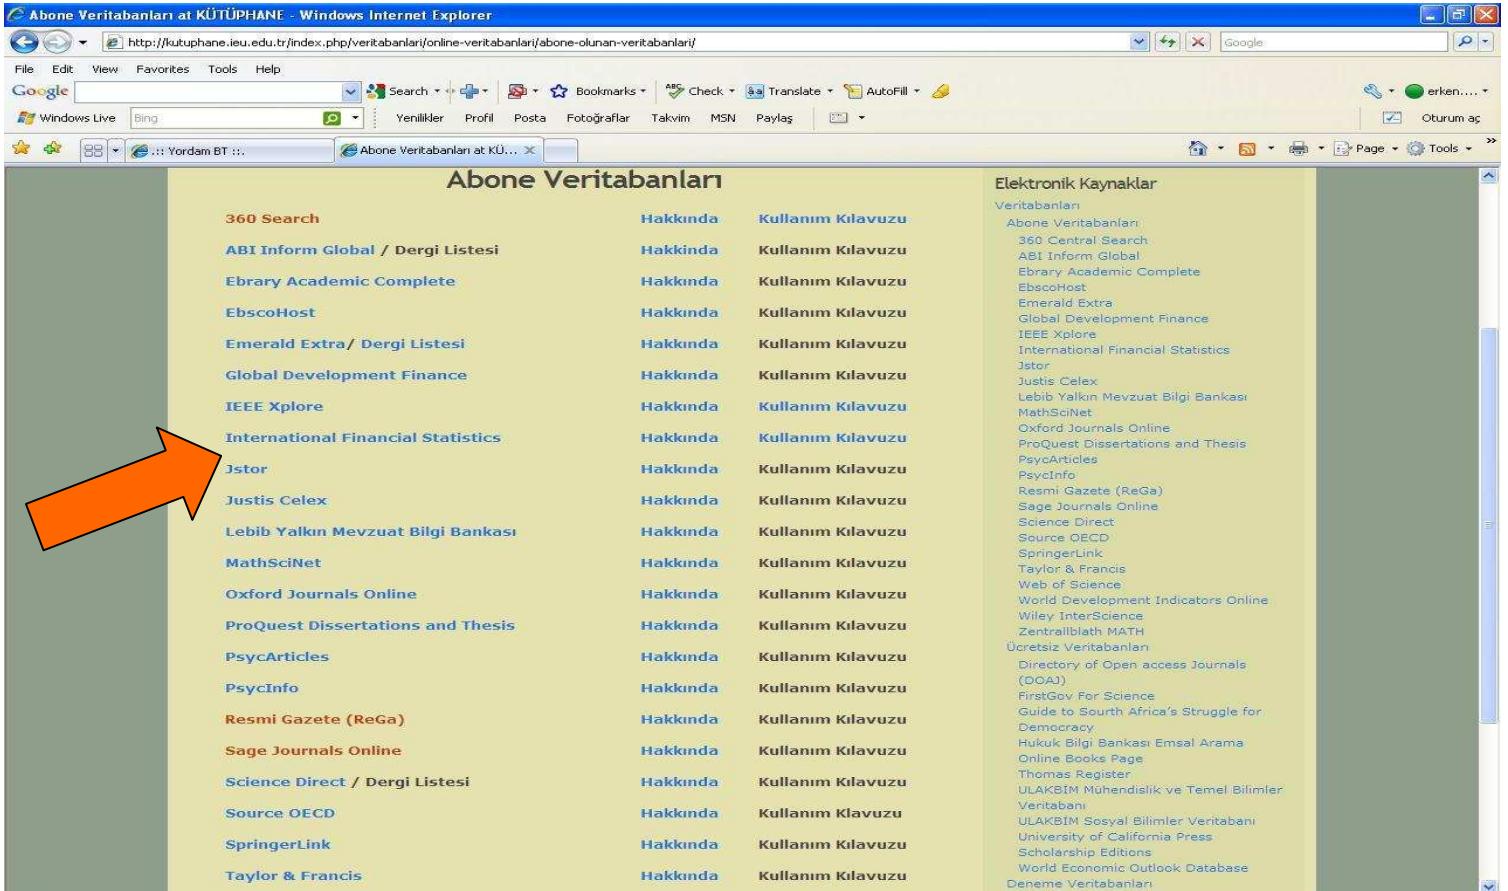 Abone Veritabanları at KÜTÜPHANE - Windows Internet Explorer
http://kutuphane.ieu.edu.tr/index.php/veritabanlari/online-veritabanlari/abone-olunan-veritabanlari/ Google
File Edit View Favorites Tools Help
Google Search Bookmarks ABC Check Translate AutoFill erken....
Windows Live Bing Yenilikler Profil Posta Fotoğraflar Takvim MSN Paylaş Oturum aç
.:: Yordam BT ::. Abone Veritabanları at KÜ... Page Tools
Abone Veritabanları
360 Search Hakkında Kullanım Kılavuzu
ABI Inform Global / Dergi Listesi Hakkinda Kullanım Kılavuzu
Ebrary Academic Complete Hakkında Kullanım Kılavuzu
EbscoHost Hakkında Kullanım Kılavuzu
Emerald Extra/ Dergi Listesi Hakkında Kullanım Kılavuzu
Global Development Finance Hakkında Kullanım Kılavuzu
IEEE Xplore Hakkında Kullanım Kılavuzu
International Financial Statistics Hakkında Kullanım Kılavuzu
Jstor Hakkında Kullanım Kılavuzu
Justis Celex Hakkında Kullanım Kılavuzu
Lebib Yalkın Mevzuat Bilgi Bankası Hakkında Kullanım Kılavuzu
MathSciNet Hakkında Kullanım Kılavuzu
Oxford Journals Online Hakkında Kullanım Kılavuzu
ProQuest Dissertations and Thesis Hakkında Kullanım Kılavuzu
PsycArticles Hakkında Kullanım Kılavuzu
PsycInfo Hakkında Kullanım Kılavuzu
Resmi Gazete (ReGa) Hakkında Kullanım Kılavuzu
Sage Journals Online Hakkında Kullanım Kılavuzu
Science Direct / Dergi Listesi Hakkında Kullanım Kılavuzu
Source OECD Hakkında Kullanım Klavuzu
SpringerLink Hakkında Kullanım Kılavuzu
Taylor & Francis Hakkında Kullanım Kılavuzu
Elektronik Kaynaklar
Veritabanları
Abone Veritabanları
360 Central Search
ABI Inform Global
Ebrary Academic Complete
EbscoHost
Emerald Extra
Global Development Finance
IEEE Xplore
International Financial Statistics
Jstor
Justis Celex
Lebib Yalkın Mevzuat Bilgi Bankası
MathSciNet
Oxford Journals Online
ProQuest Dissertations and Thesis
PsycArticles
PsycInfo
Resmi Gazete (ReGa)
Sage Journals Online
Science Direct
Source OECD
SpringerLink
Taylor & Francis
Web of Science
World Development Indicators Online
Wiley InterScience
Zentrallblath MATH
Ücretsiz Veritabanları
Directory of Open access Journals
(DOAJ)
FirstGov For Science
Guide to Sourth Africa's Struggle for
Democracy
Hukuk Bilgi Bankası Emsal Arama
Online Books Page
Thomas Register
ULAKBİM Mühendislik ve Temel Bilimler
Veritabanı
ULAKBİM Sosyal Bilimler Veritabanı
University of California Press
Scholarship Editions
World Economic Outlook Database
Deneme Veritabanları